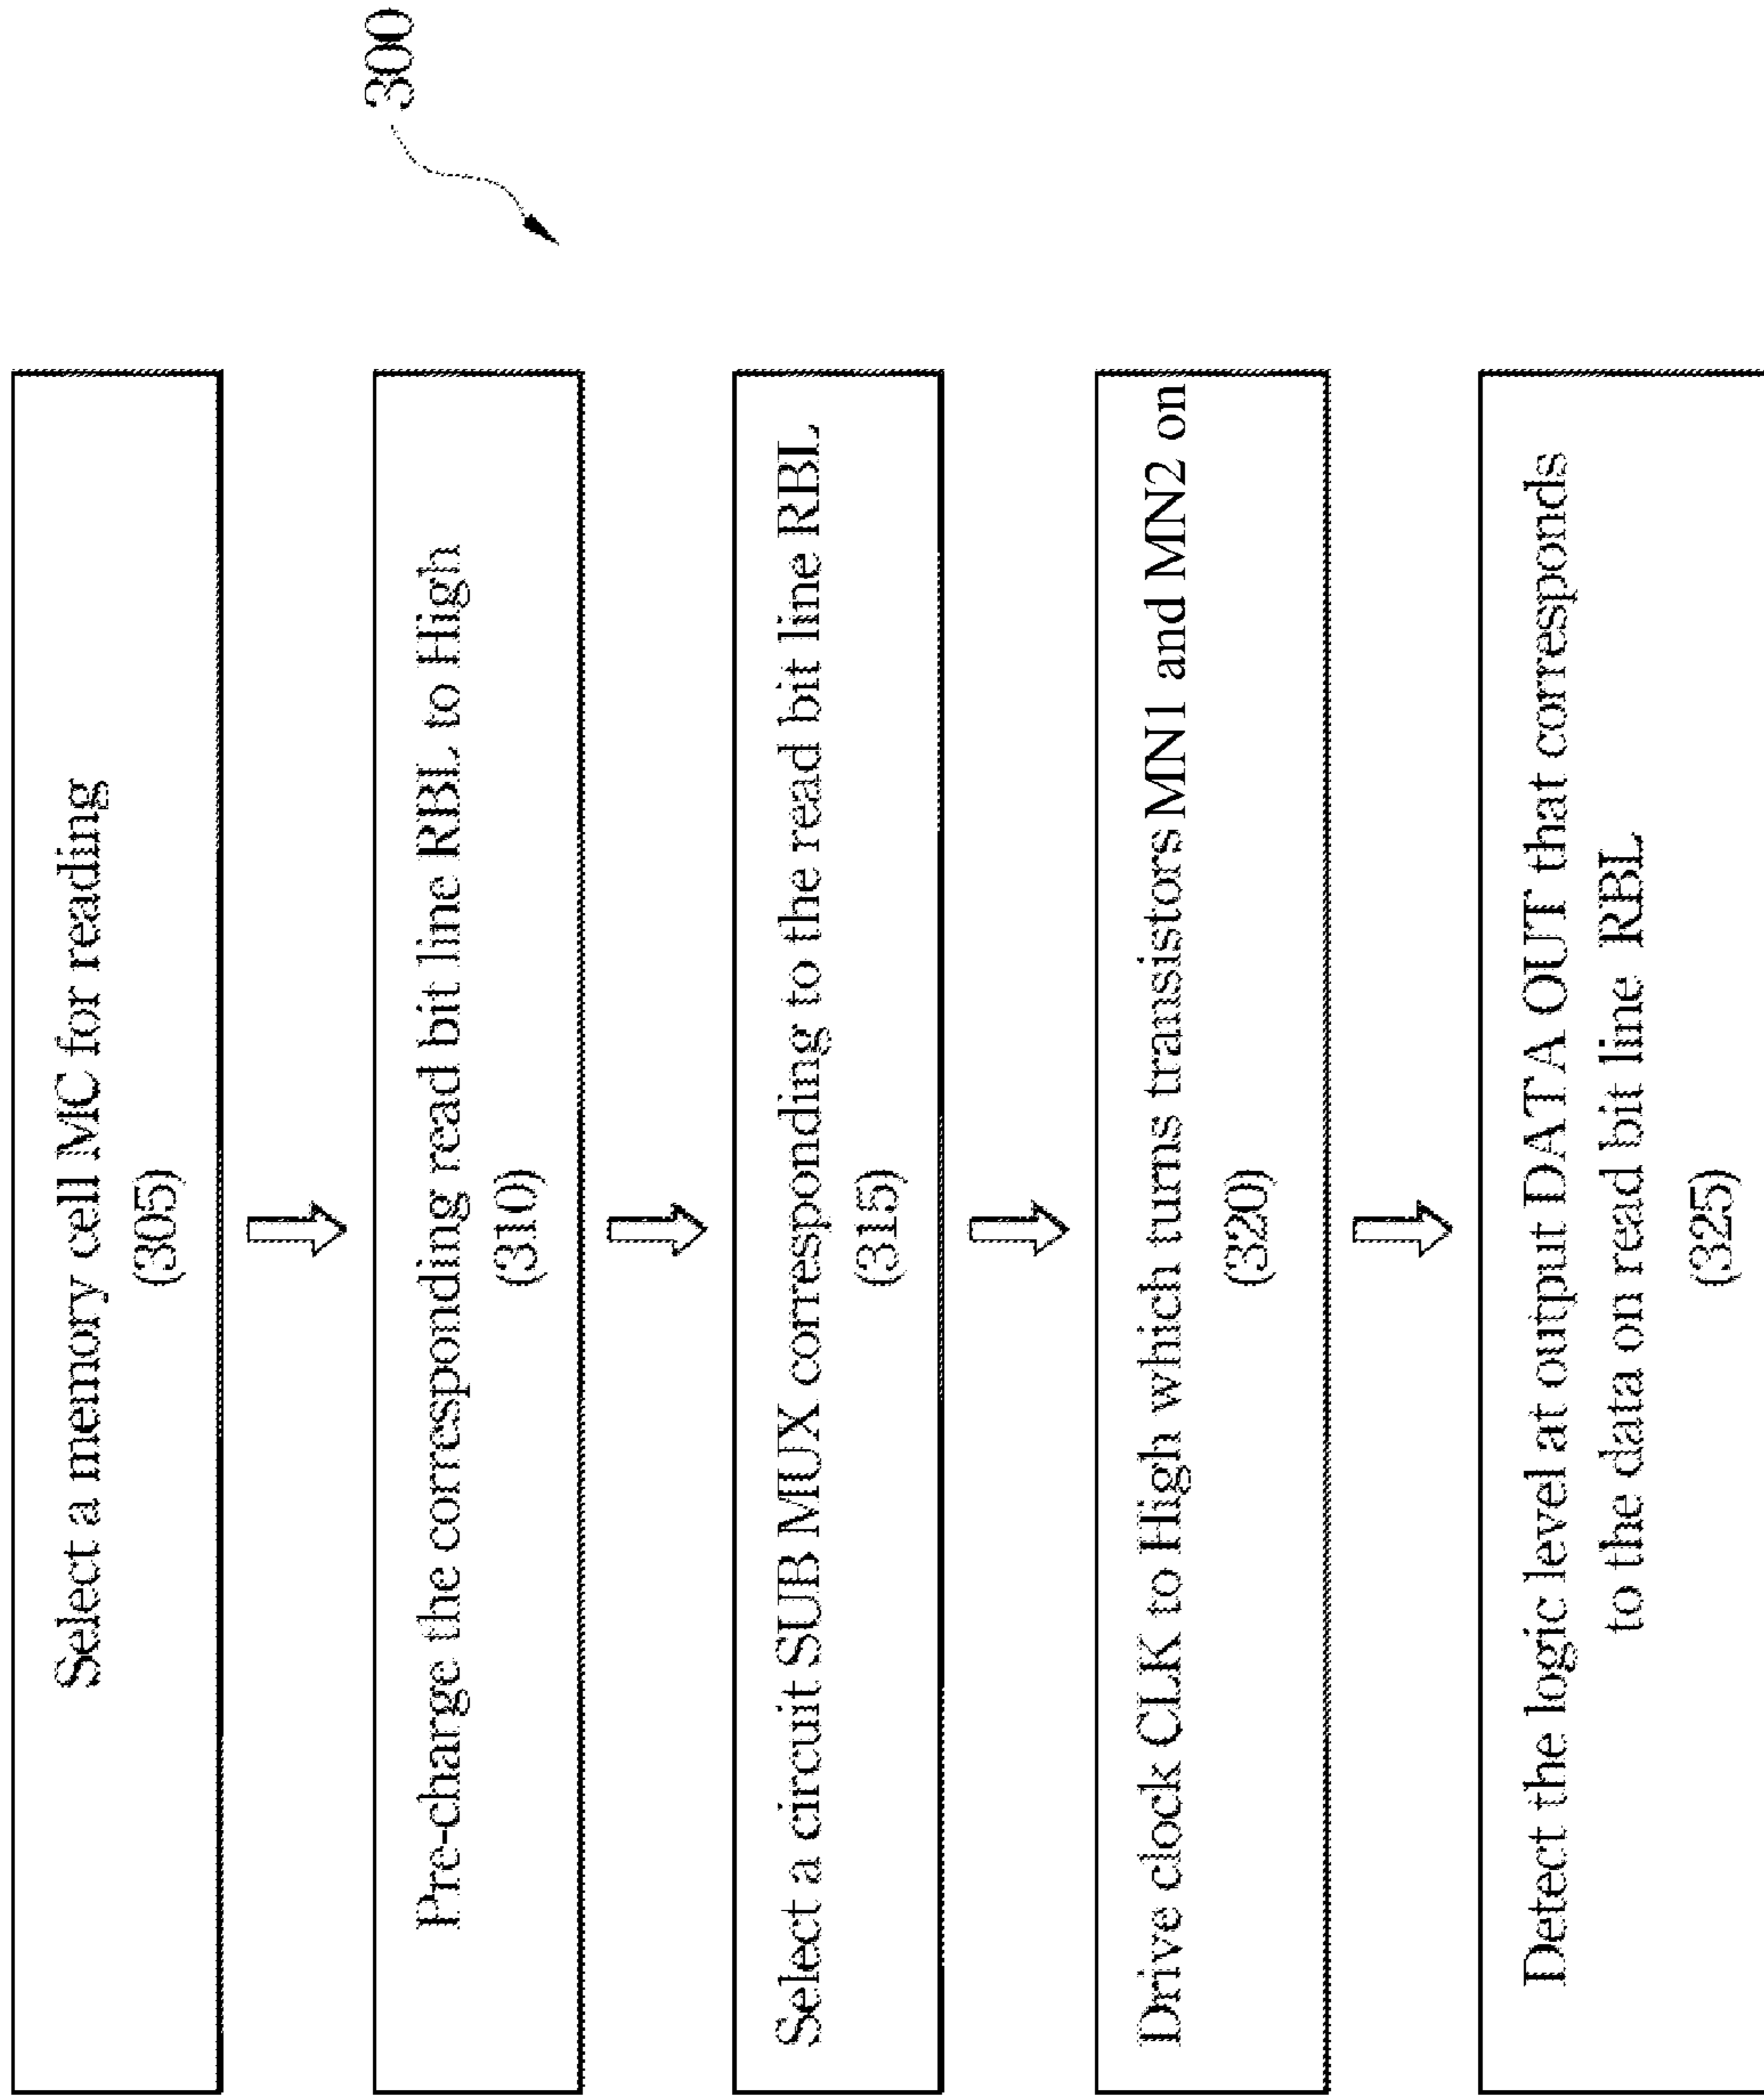 300
Select a memory cell MC for reading
(305)
Pre-charge the corresponding read bit line RBL to High
(310)
Select a circuit SUB MUX corresponding to the read bit line RBL
(315)
Drive clock CLK to High which turns transistors MN1 and MN2 on
(320)
Detect the logic level at output DATA OUT that corresponds
to the data on read bit line RBL
(325)